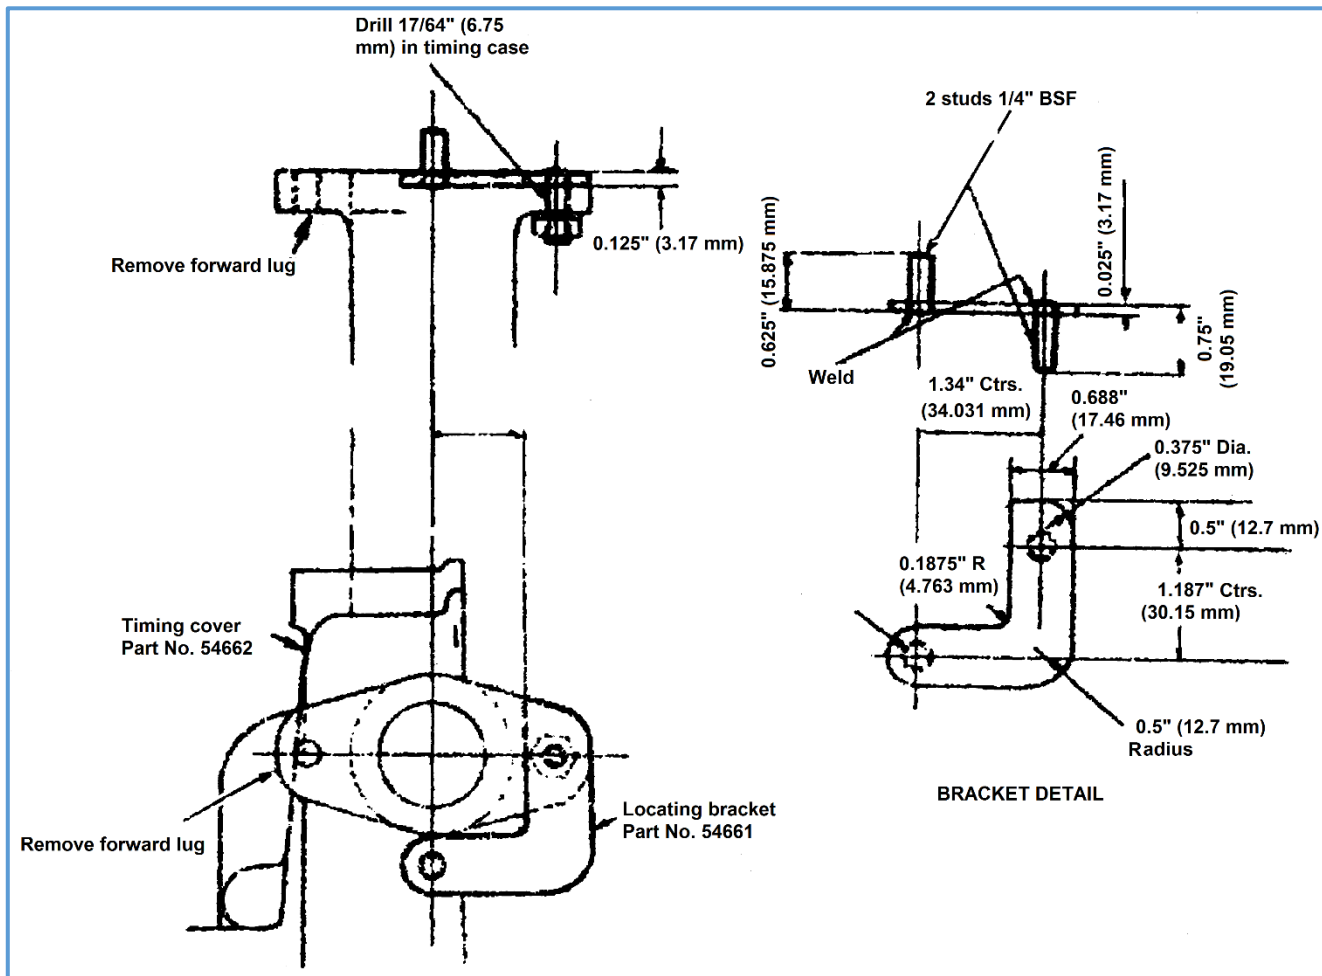 Drill 17/64" (6.75
mm) in timing case
Remove forward lug
0.125" (3.17 mm)
Timing cover
Part No. 54662
Remove forward lug
Locating bracket
Part No. 54661
2 studs 1/4" BSF
0.625" (15.875 mm)
0.025" (3.17 mm)
0.75"
(19.05 mm)
Weld
1.34" Ctrs.
(34.031 mm)
0.688"
(17.46 mm)
0.375" Dia.
(9.525 mm)
0.5" (12.7 mm)
0.1875" R
(4.763 mm)
1.187" Ctrs.
(30.15 mm)
0.5" (12.7 mm)
Radius
BRACKET DETAIL